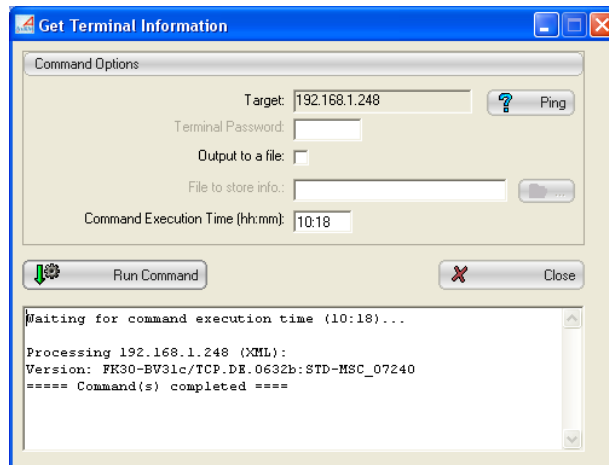 Get Terminal Information
Command Options
Target: 192.168.1.248 Ping
Terminal Password:
Output to a file:
File to store info.: ...
Command Execution Time (hh:mm): 10:18
Run Command Close
Waiting for command execution time (10:18)...
Processing 192.168.1.248 (XML):
Version: FK30-BV31c/TCP.DE.0632b:STD-MSC_07240
===== Command(s) completed ====